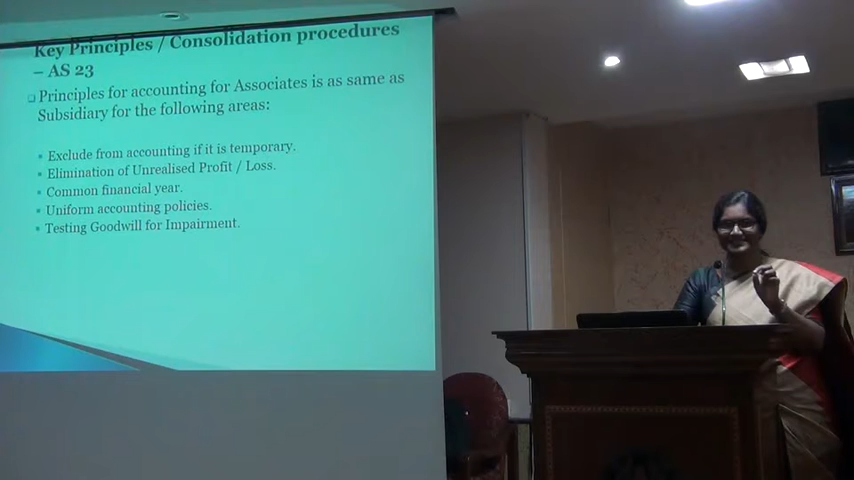 Key Principles / Consolidation procedures
– AS 23
Principles for accounting for Associates is as same as
Subsidiary for the following areas:
Exclude from accounting if it is temporary.
Elimination of Unrealised Profit / Loss.
Common financial year.
Uniform accounting policies.
Testing Goodwill for Impairment.